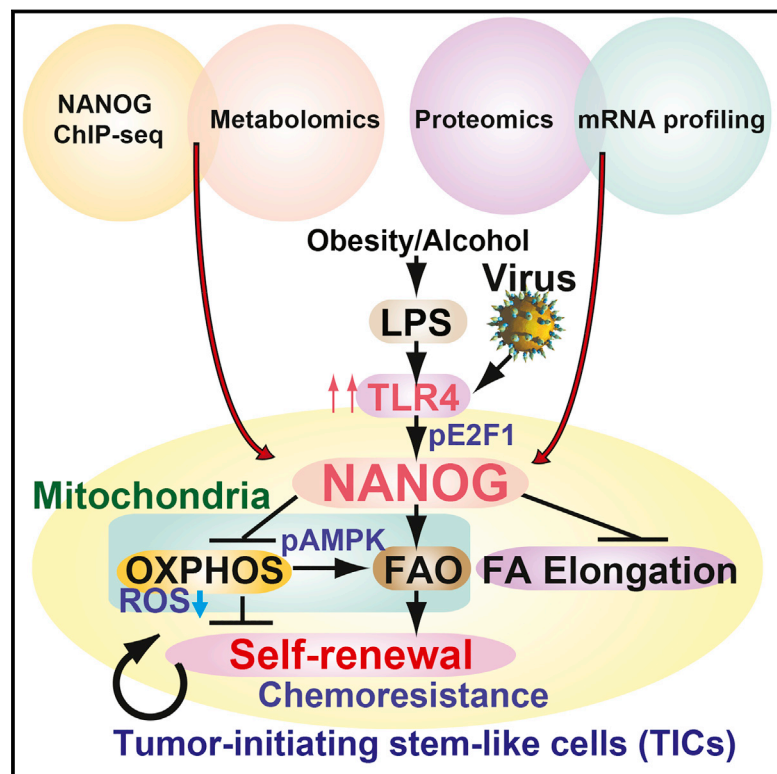 NANOG
ChIP-seq
Metabolomics
Proteomics
mRNA profiling
Obesity/Alcohol
Virus
LPS
TLR4
pE2F1
NANOG
Mitochondria
pAMPK
OXPHOS
FAO
FA Elongation
ROS
Self-renewal
Chemoresistance
Tumor-initiating stem-like cells (TICs)